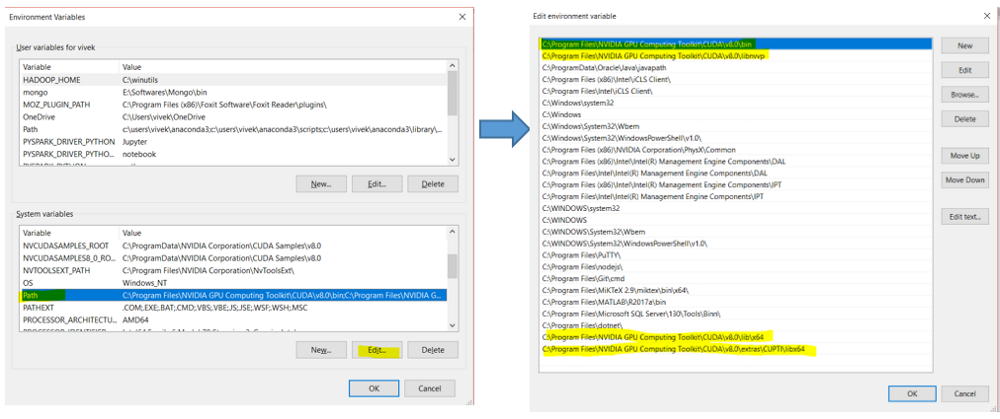 Environment Variables
User variables for vivek
Variable Value
HADOOP_HOME C:\winutils
mongo E:\Softwares\Mongo\bin
MOZ_PLUGIN_PATH C:\Program Files (x86)\Foxit Software\Foxit Reader\plugins\
OneDrive C:\Users\vivek\OneDrive
Path c:\users\vivek\anaconda3;c:\users\vivek\anaconda3\scripts;c:\users\vivek\anaconda3\library\...
PYSPARK_DRIVER_PYTHON Jupyter
PYSPARK_DRIVER_PYTHO... notebook
New... Edit... Delete
System variables
Variable Value
NVCUDASAMPLES_ROOT C:\ProgramData\NVIDIA Corporation\CUDA Samples\v8.0
NVCUDASAMPLES8_0_RO... C:\ProgramData\NVIDIA Corporation\CUDA Samples\v8.0
NVTOOLSEXT_PATH C:\Program Files\NVIDIA Corporation\NvToolsExt\
OS Windows_NT
Path C:\Program Files\NVIDIA GPU Computing Toolkit\CUDA\v8.0\bin;C:\Program Files\NVIDIA G...
PATHEXT .COM;.EXE;.BAT;.CMD;.VBS;.VBE;.JS;.JSE;.WSF;.WSH;.MSC
PROCESSOR_ARCHITECTU... AMD64
New... Edit... Delete
OK Cancel
Edit environment variable
C:\Program Files\NVIDIA GPU Computing Toolkit\CUDA\v8.0\bin
C:\Program Files\NVIDIA GPU Computing Toolkit\CUDA\v8.0\libnvvp
C:\ProgramData\Oracle\Java\javapath
C:\Program Files (x86)\Intel\iCLS Client\
C:\Program Files\Intel\iCLS Client\
C:\Windows\system32
C:\Windows
C:\Windows\System32\Wbem
C:\Windows\System32\WindowsPowerShell\v1.0\
C:\Program Files (x86)\NVIDIA Corporation\PhysX\Common
C:\Program Files (x86)\Intel\Intel(R) Management Engine Components\DAL
C:\Program Files\Intel\Intel(R) Management Engine Components\DAL
C:\Program Files (x86)\Intel\Intel(R) Management Engine Components\IPT
C:\Program Files\Intel\Intel(R) Management Engine Components\IPT
C:\WINDOWS\system32
C:\WINDOWS
C:\WINDOWS\System32\Wbem
C:\WINDOWS\System32\WindowsPowerShell\v1.0\
C:\Program Files\PuTTY\
C:\Program Files\nodejs\
C:\Program Files\Git\cmd
C:\Program Files\MiKTeX 2.9\miktex\bin\x64\
C:\Program Files\MATLAB\R2017a\bin
C:\Program Files\Microsoft SQL Server\130\Tools\Binn\
C:\Program Files\dotnet\
C:\Program Files\NVIDIA GPU Computing Toolkit\CUDA\v8.0\lib\x64
C:\Program Files\NVIDIA GPU Computing Toolkit\CUDA\v8.0\extras\CUPTI\libx64
New
Edit
Browse...
Delete
Move Up
Move Down
Edit text...
OK Cancel